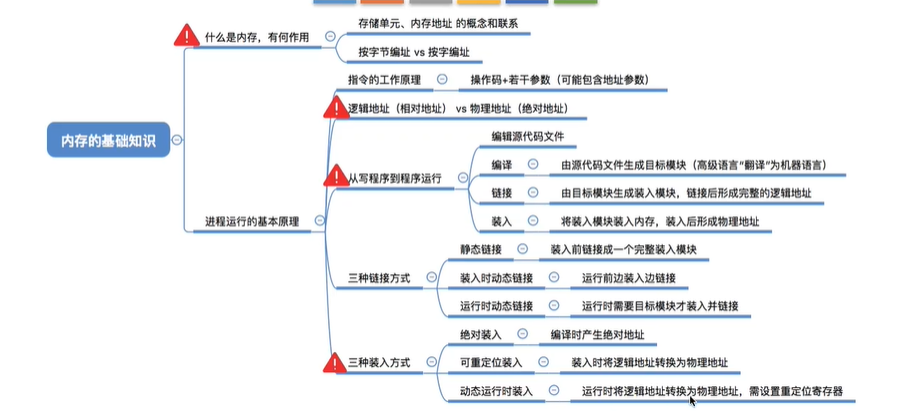 什么是内存，有何作用
存储单元、内存地址 的概念和联系
按字节编址 vs 按字编址
内存的基础知识
进程运行的基本原理
指令的工作原理
操作码+若干参数（可能包含地址参数）
逻辑地址（相对地址） vs 物理地址（绝对地址）
从写程序到程序运行
编辑源代码文件
编译
由源代码文件生成目标模块（高级语言“翻译”为机器语言）
链接
由目标模块生成装入模块，链接后形成完整的逻辑地址
装入
将装入模块装入内存，装入后形成物理地址
三种链接方式
静态链接
装入前链接成一个完整装入模块
装入时动态链接
运行前边装入边链接
运行时动态链接
运行时需要目标模块才装入并链接
三种装入方式
绝对装入
编译时产生绝对地址
可重定位装入
装入时将逻辑地址转换为物理地址
动态运行时装入
运行时将逻辑地址转换为物理地址，需设置重定位寄存器